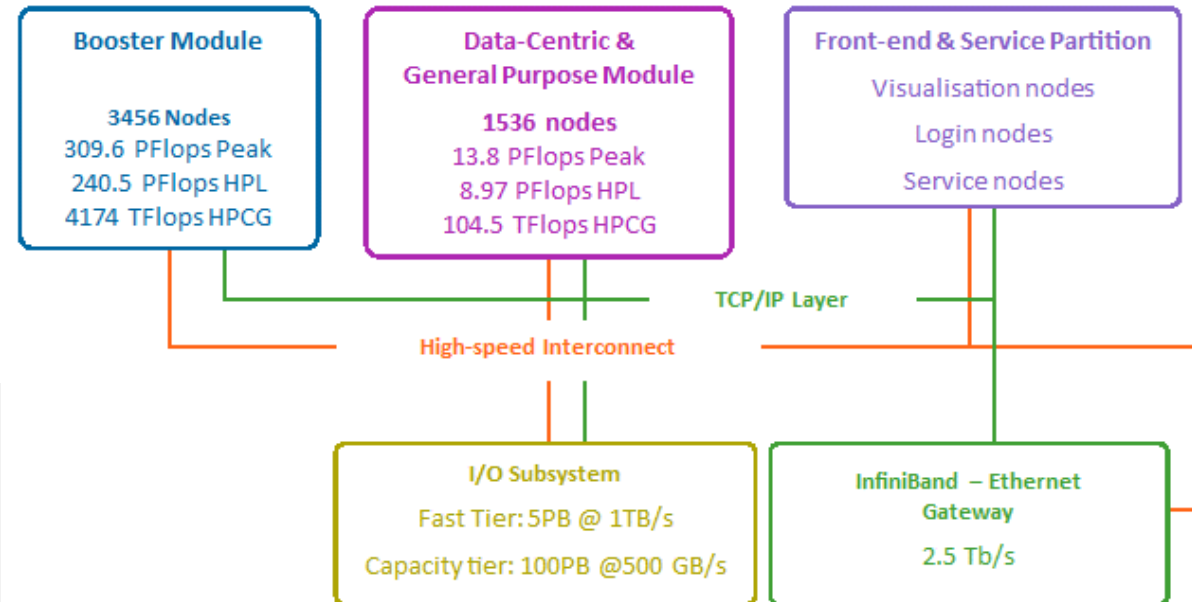 Booster Module
3456 Nodes
309.6 PFlops Peak
240.5 PFlops HPL
4174 TFlops HPCG
Data-Centric &
General Purpose Module
1536 nodes
13.8 PFlops Peak
8.97 PFlops HPL
104.5 TFlops HPCG
Front-end & Service Partition
Visualisation nodes
Login nodes
Service nodes
TCP/IP Layer
High-speed Interconnect
I/O Subsystem
Fast Tier: 5PB @ 1TB/s
Capacity tier: 100PB @500 GB/s
InfiniBand – Ethernet
Gateway
2.5 Tb/s